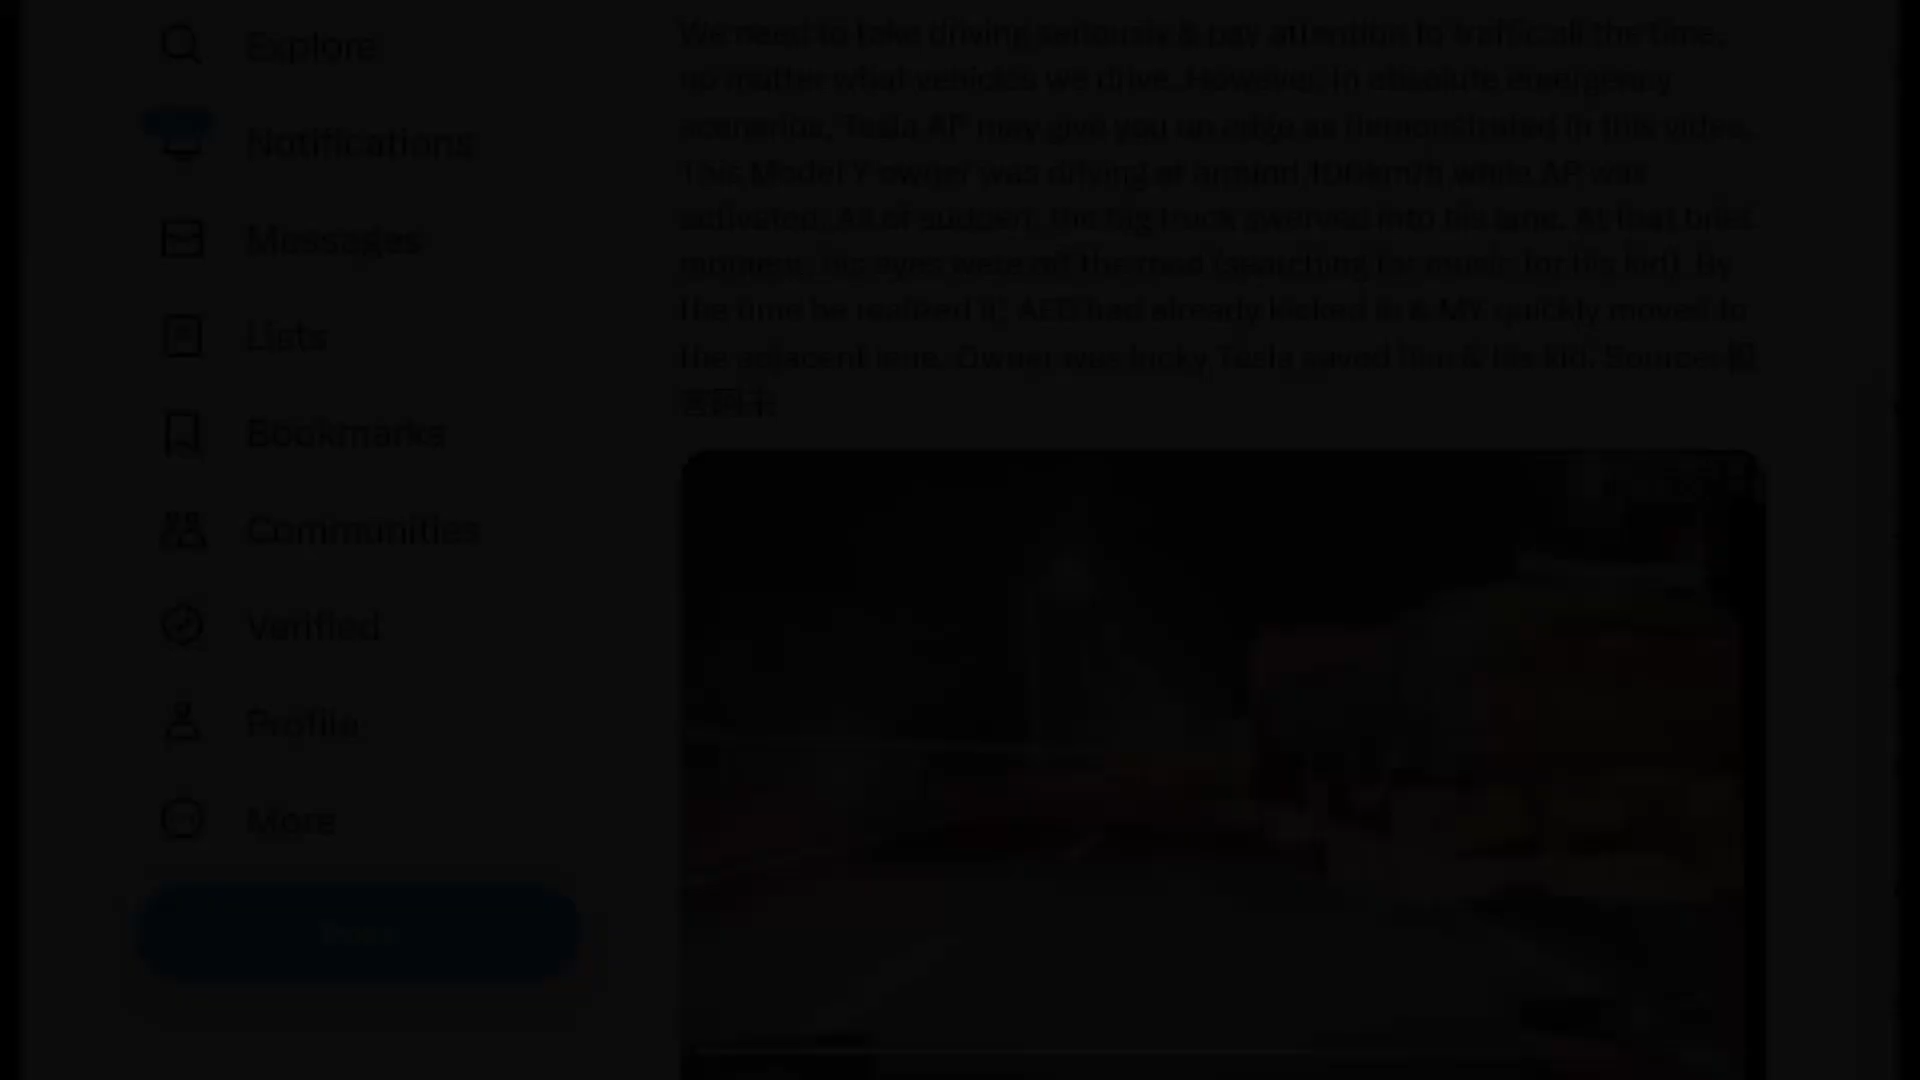 Explore
Notifications
Messages
Lists
Bookmarks
Communities
Verified
Profile
More
Tweet
We need to take driving seriously & pay attention to traffic all the time,
no matter what vehicles we drive. However, in absolute emergency
scenarios, Tesla AP may give you an edge as demonstrated in this video.
This Model Y owner was driving at around 100km/h while AP was
activated. All of sudden, the big truck swerved into his lane. At that brief
moment, his eyes were off the road (searching for music for his kid). By
the time he realized it, AEB had already kicked in & MY quickly moved to
the adjacent lane. Owner was lucky Tesla saved him & his kid. Source: